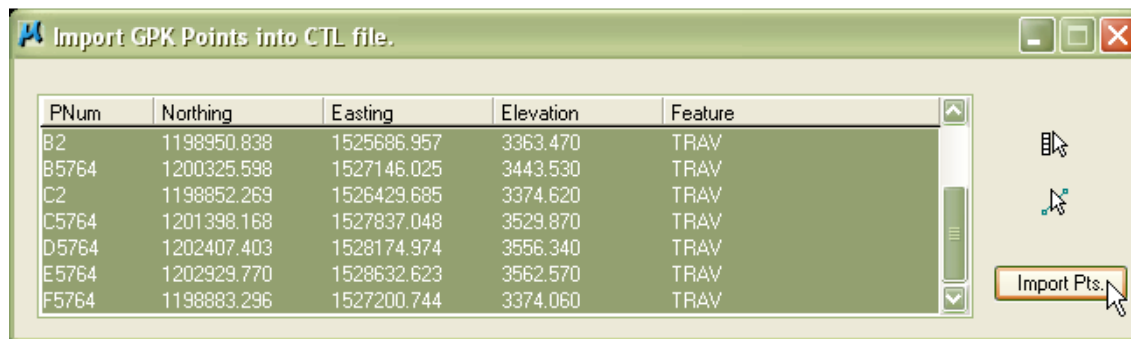 Import GPK Points into CTL file.
PNum Northing Easting Elevation Feature
B2 1198950.838 1525686.957 3363.470 TRAV
B5764 1200325.598 1527146.025 3443.530 TRAV
C2 1198852.269 1526429.685 3374.620 TRAV
C5764 1201398.168 1527837.048 3529.870 TRAV
D5764 1202407.403 1528174.974 3556.340 TRAV
E5764 1202929.770 1528632.623 3562.570 TRAV
F5764 1198883.296 1527200.744 3374.060 TRAV
Import Pts.